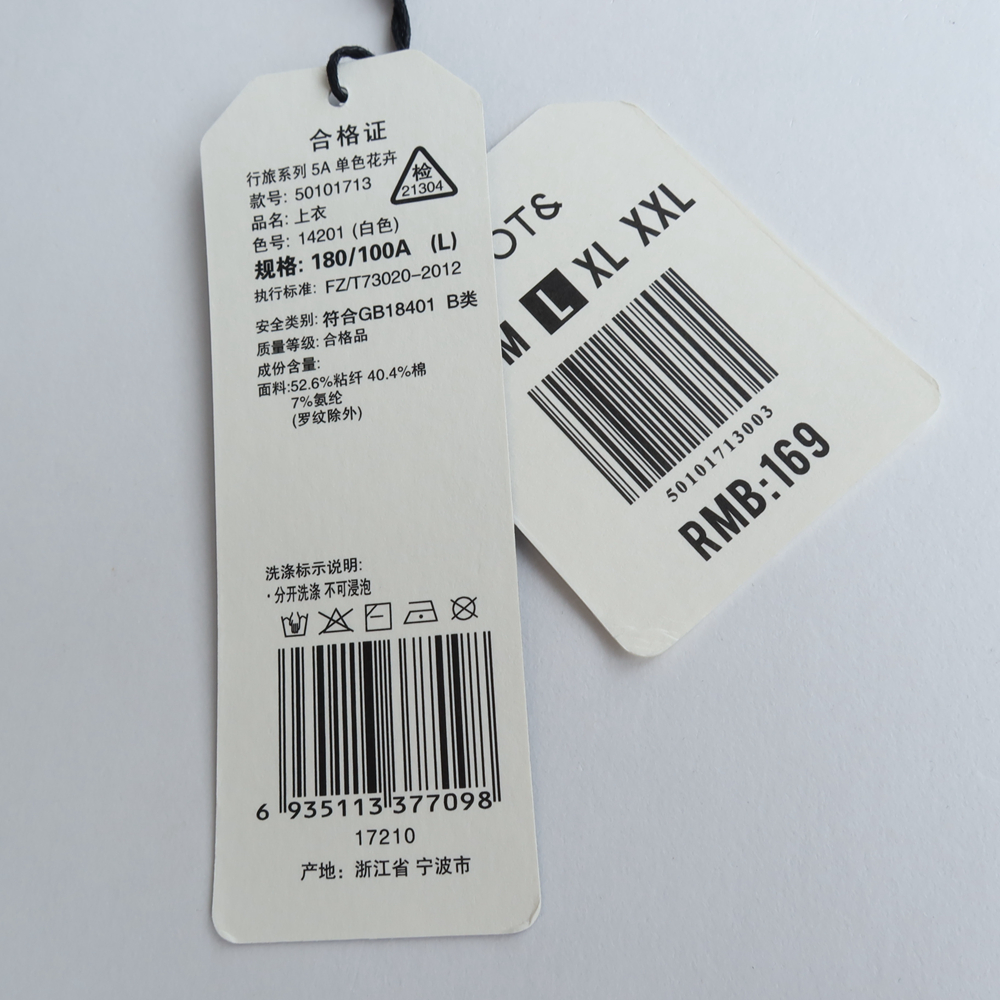 合格证
行旅系列 5A 单色花卉
款号: 50101713
检
21304
品名: 上衣
色号: 14201 (白色)
规格: 180/100A (L)
执行标准: FZ/T73020-2012
安全类别: 符合GB18401 B类
质量等级: 合格品
成份含量:
面料:52.6%粘纤 40.4%棉
7%氨纶
(罗纹除外)
洗涤标示说明:
·分开洗涤 不可浸泡
6 935113 377098
17210
产地: 浙江省 宁波市
OT&
M L XL XXL
50101713003
RMB:169